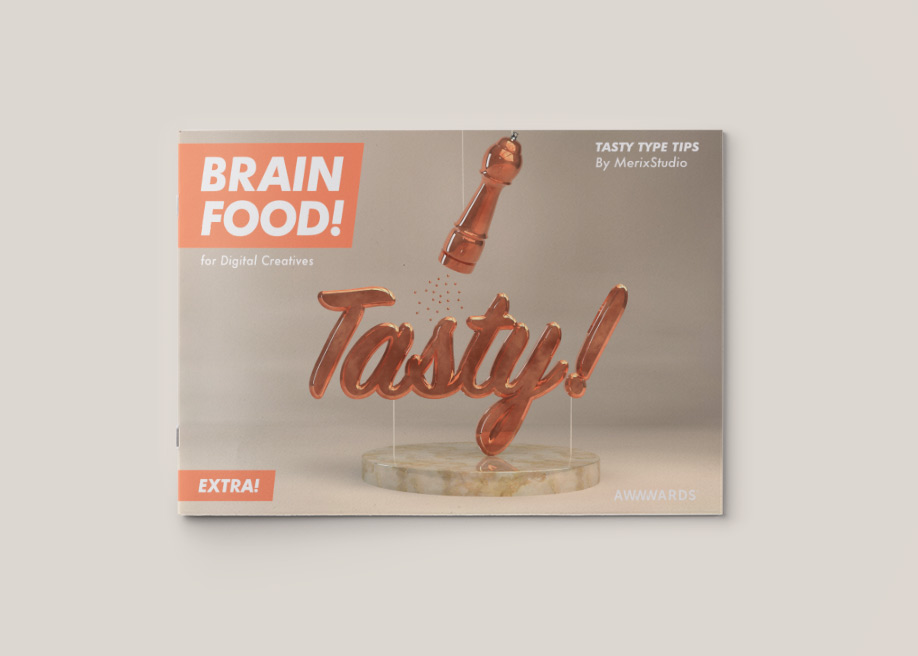 BRAIN
FOOD!
for Digital Creatives
TASTY TYPE TIPS
By MerixStudio
Tasty!
EXTRA!
AWWWARDS